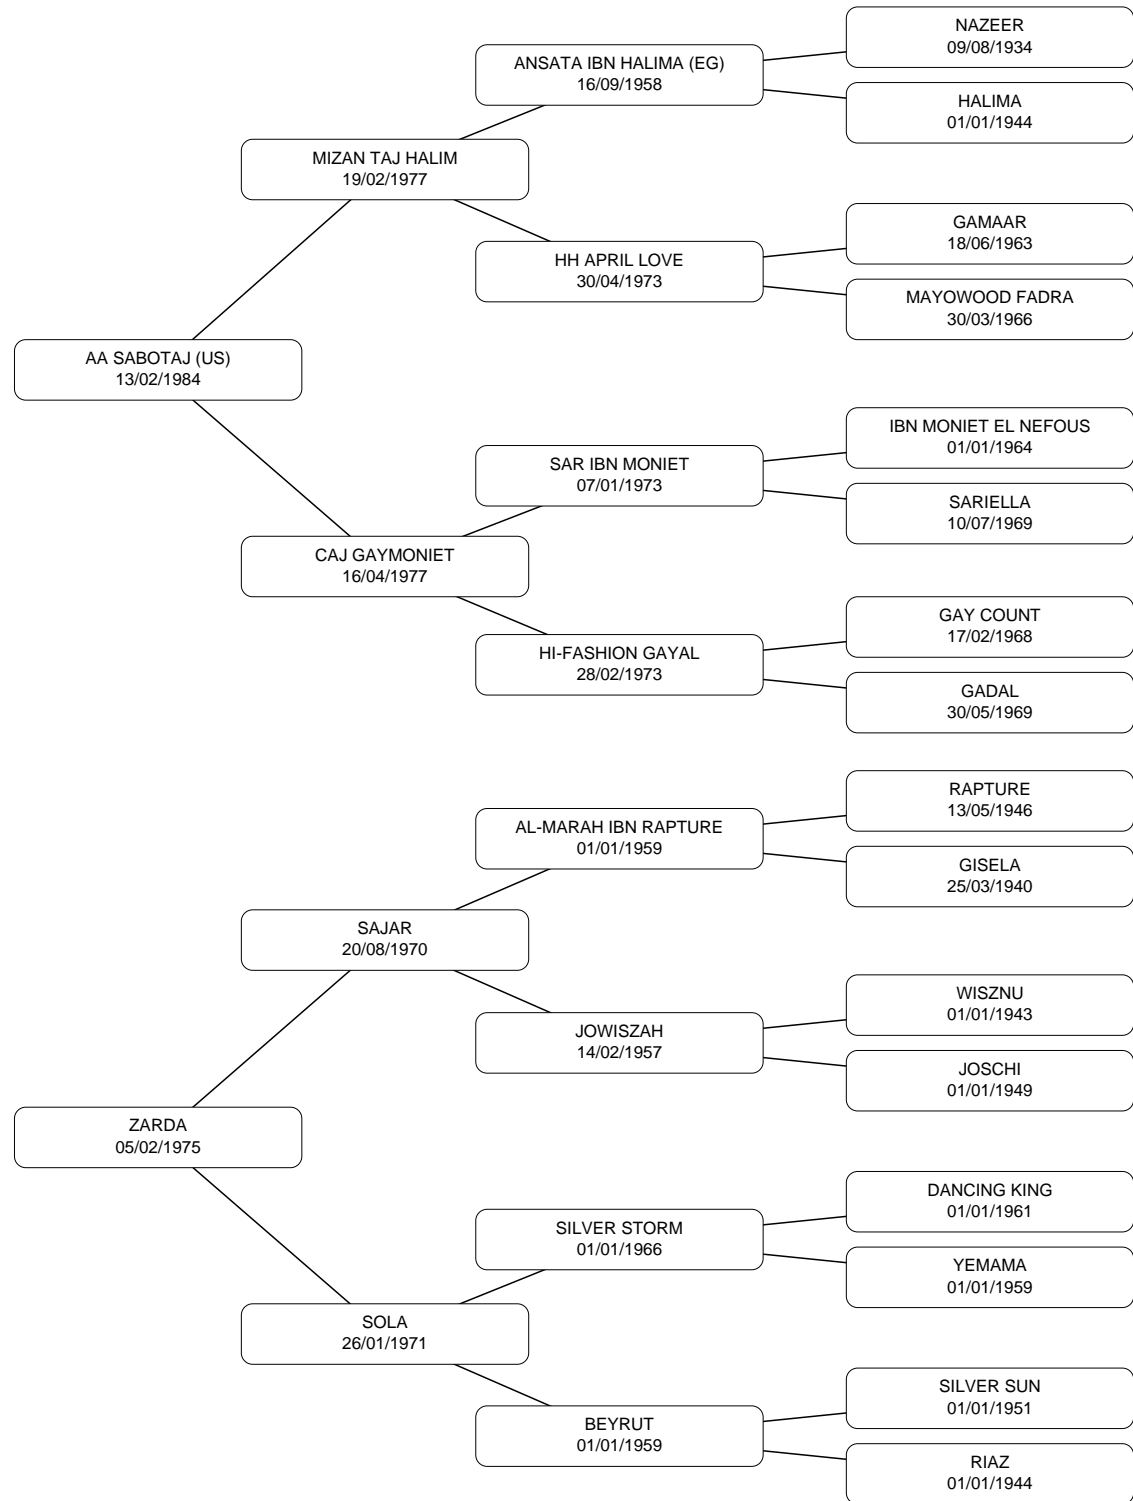 NAZEER
09/08/1934
ANSATA IBN HALIMA (EG)
16/09/1958
HALIMA
01/01/1944
MIZAN TAJ HALIM
19/02/1977
GAMAAR
18/06/1963
HH APRIL LOVE
30/04/1973
MAYOWOOD FADRA
30/03/1966
AA SABOTAJ (US)
13/02/1984
IBN MONIET EL NEFOUS
01/01/1964
SAR IBN MONIET
07/01/1973
SARIELLA
10/07/1969
CAJ GAYMONIET
16/04/1977
GAY COUNT
17/02/1968
HI-FASHION GAYAL
28/02/1973
GADAL
30/05/1969
RAPTURE
13/05/1946
AL-MARAH IBN RAPTURE
01/01/1959
GISELA
25/03/1940
SAJAR
20/08/1970
WISZNU
01/01/1943
JOWISZAH
14/02/1957
JOSCHI
01/01/1949
ZARDA
05/02/1975
DANCING KING
01/01/1961
SILVER STORM
01/01/1966
YEMAMA
01/01/1959
SOLA
26/01/1971
SILVER SUN
01/01/1951
BEYRUT
01/01/1959
RIAZ
01/01/1944